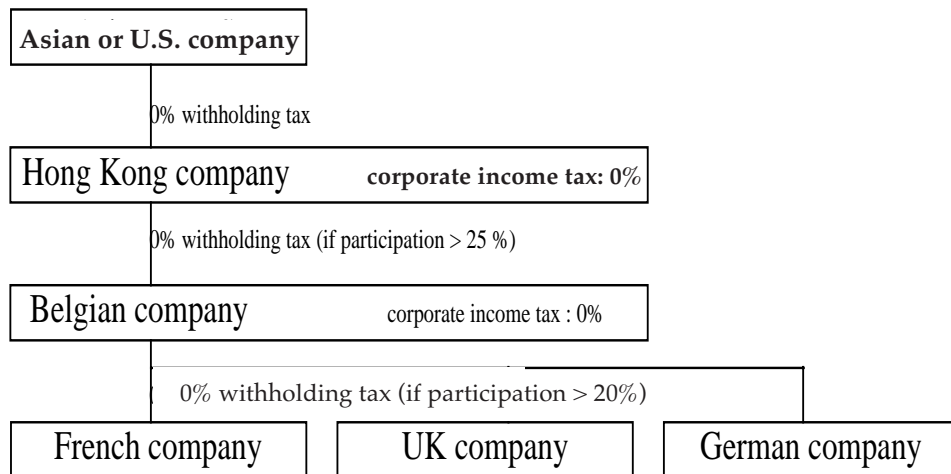 Asian or U.S. company
0% withholding tax
Hong Kong company corporate income tax: 0%
0% withholding tax (if participation > 25 %)
Belgian company corporate income tax : 0%
0% withholding tax (if participation > 20%)
French company UK company German company